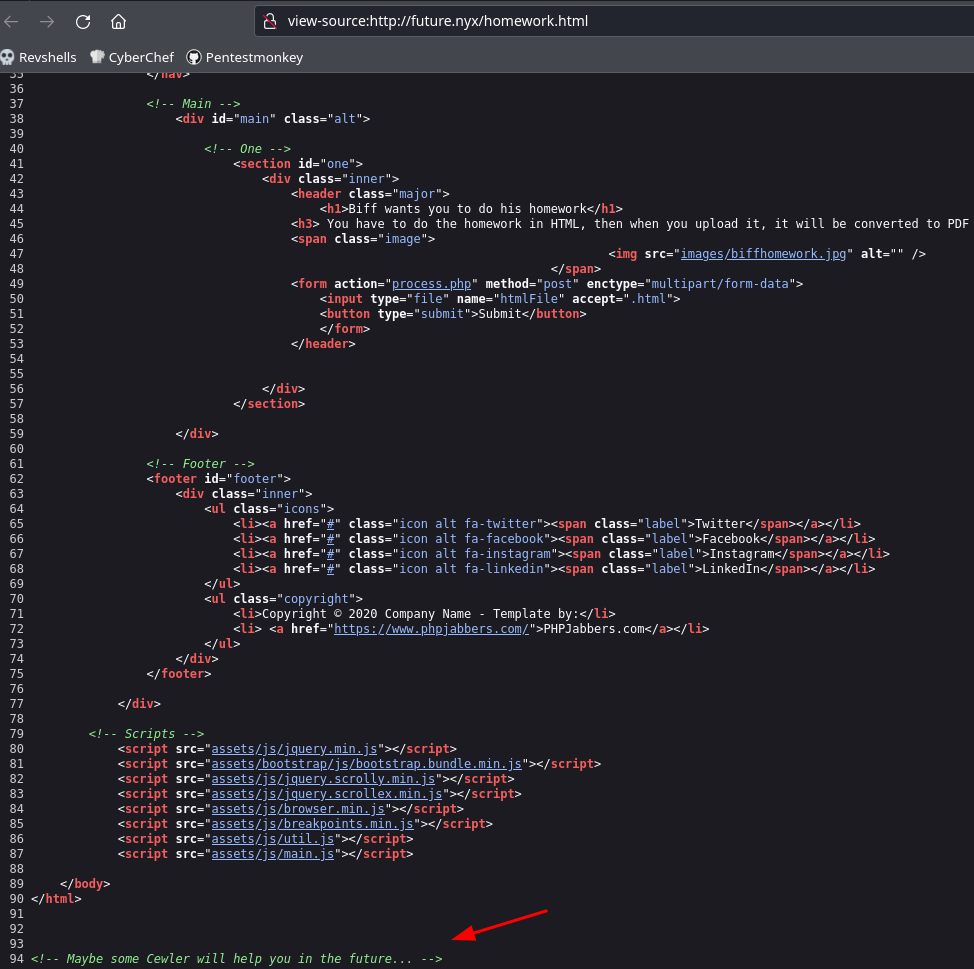 view-source:http://future.nyx/homework.html
Revshells CyberChef Pentestmonkey
35 </nav>
36
37 <!-- Main -->
38 <div id="main" class="alt">
39
40 <!-- One -->
41 <section id="one">
42 <div class="inner">
43 <header class="major">
44 <h1>Biff wants you to do his homework</h1>
45 <h3> You have to do the homework in HTML, then when you upload it, it will be converted to PDF
46 <span class="image">
47 <img src="images/biffhomework.jpg" alt="" />
48 </span>
49 <form action="process.php" method="post" enctype="multipart/form-data">
50 <input type="file" name="htmlFile" accept=".html">
51 <button type="submit">Submit</button>
52 </form>
53 </header>
54
55
56 </div>
57 </section>
58
59 </div>
60
61 <!-- Footer -->
62 <footer id="footer">
63 <div class="inner">
64 <ul class="icons">
65 <li><a href="#" class="icon alt fa-twitter"><span class="label">Twitter</span></a></li>
66 <li><a href="#" class="icon alt fa-facebook"><span class="label">Facebook</span></a></li>
67 <li><a href="#" class="icon alt fa-instagram"><span class="label">Instagram</span></a></li>
68 <li><a href="#" class="icon alt fa-linkedin"><span class="label">LinkedIn</span></a></li>
69 </ul>
70 <ul class="copyright">
71 <li>Copyright © 2020 Company Name - Template by:</li>
72 <li> <a href="https://www.phpjabbers.com/">PHPJabbers.com</a></li>
73 </ul>
74 </div>
75 </footer>
76
77 </div>
78
79 <!-- Scripts -->
80 <script src="assets/js/jquery.min.js"></script>
81 <script src="assets/bootstrap/js/bootstrap.bundle.min.js"></script>
82 <script src="assets/js/jquery.scrolly.min.js"></script>
83 <script src="assets/js/jquery.scrollex.min.js"></script>
84 <script src="assets/js/browser.min.js"></script>
85 <script src="assets/js/breakpoints.min.js"></script>
86 <script src="assets/js/util.js"></script>
87 <script src="assets/js/main.js"></script>
88
89 </body>
90 </html>
91
92
93
94 <!-- Maybe some Cewler will help you in the future... -->